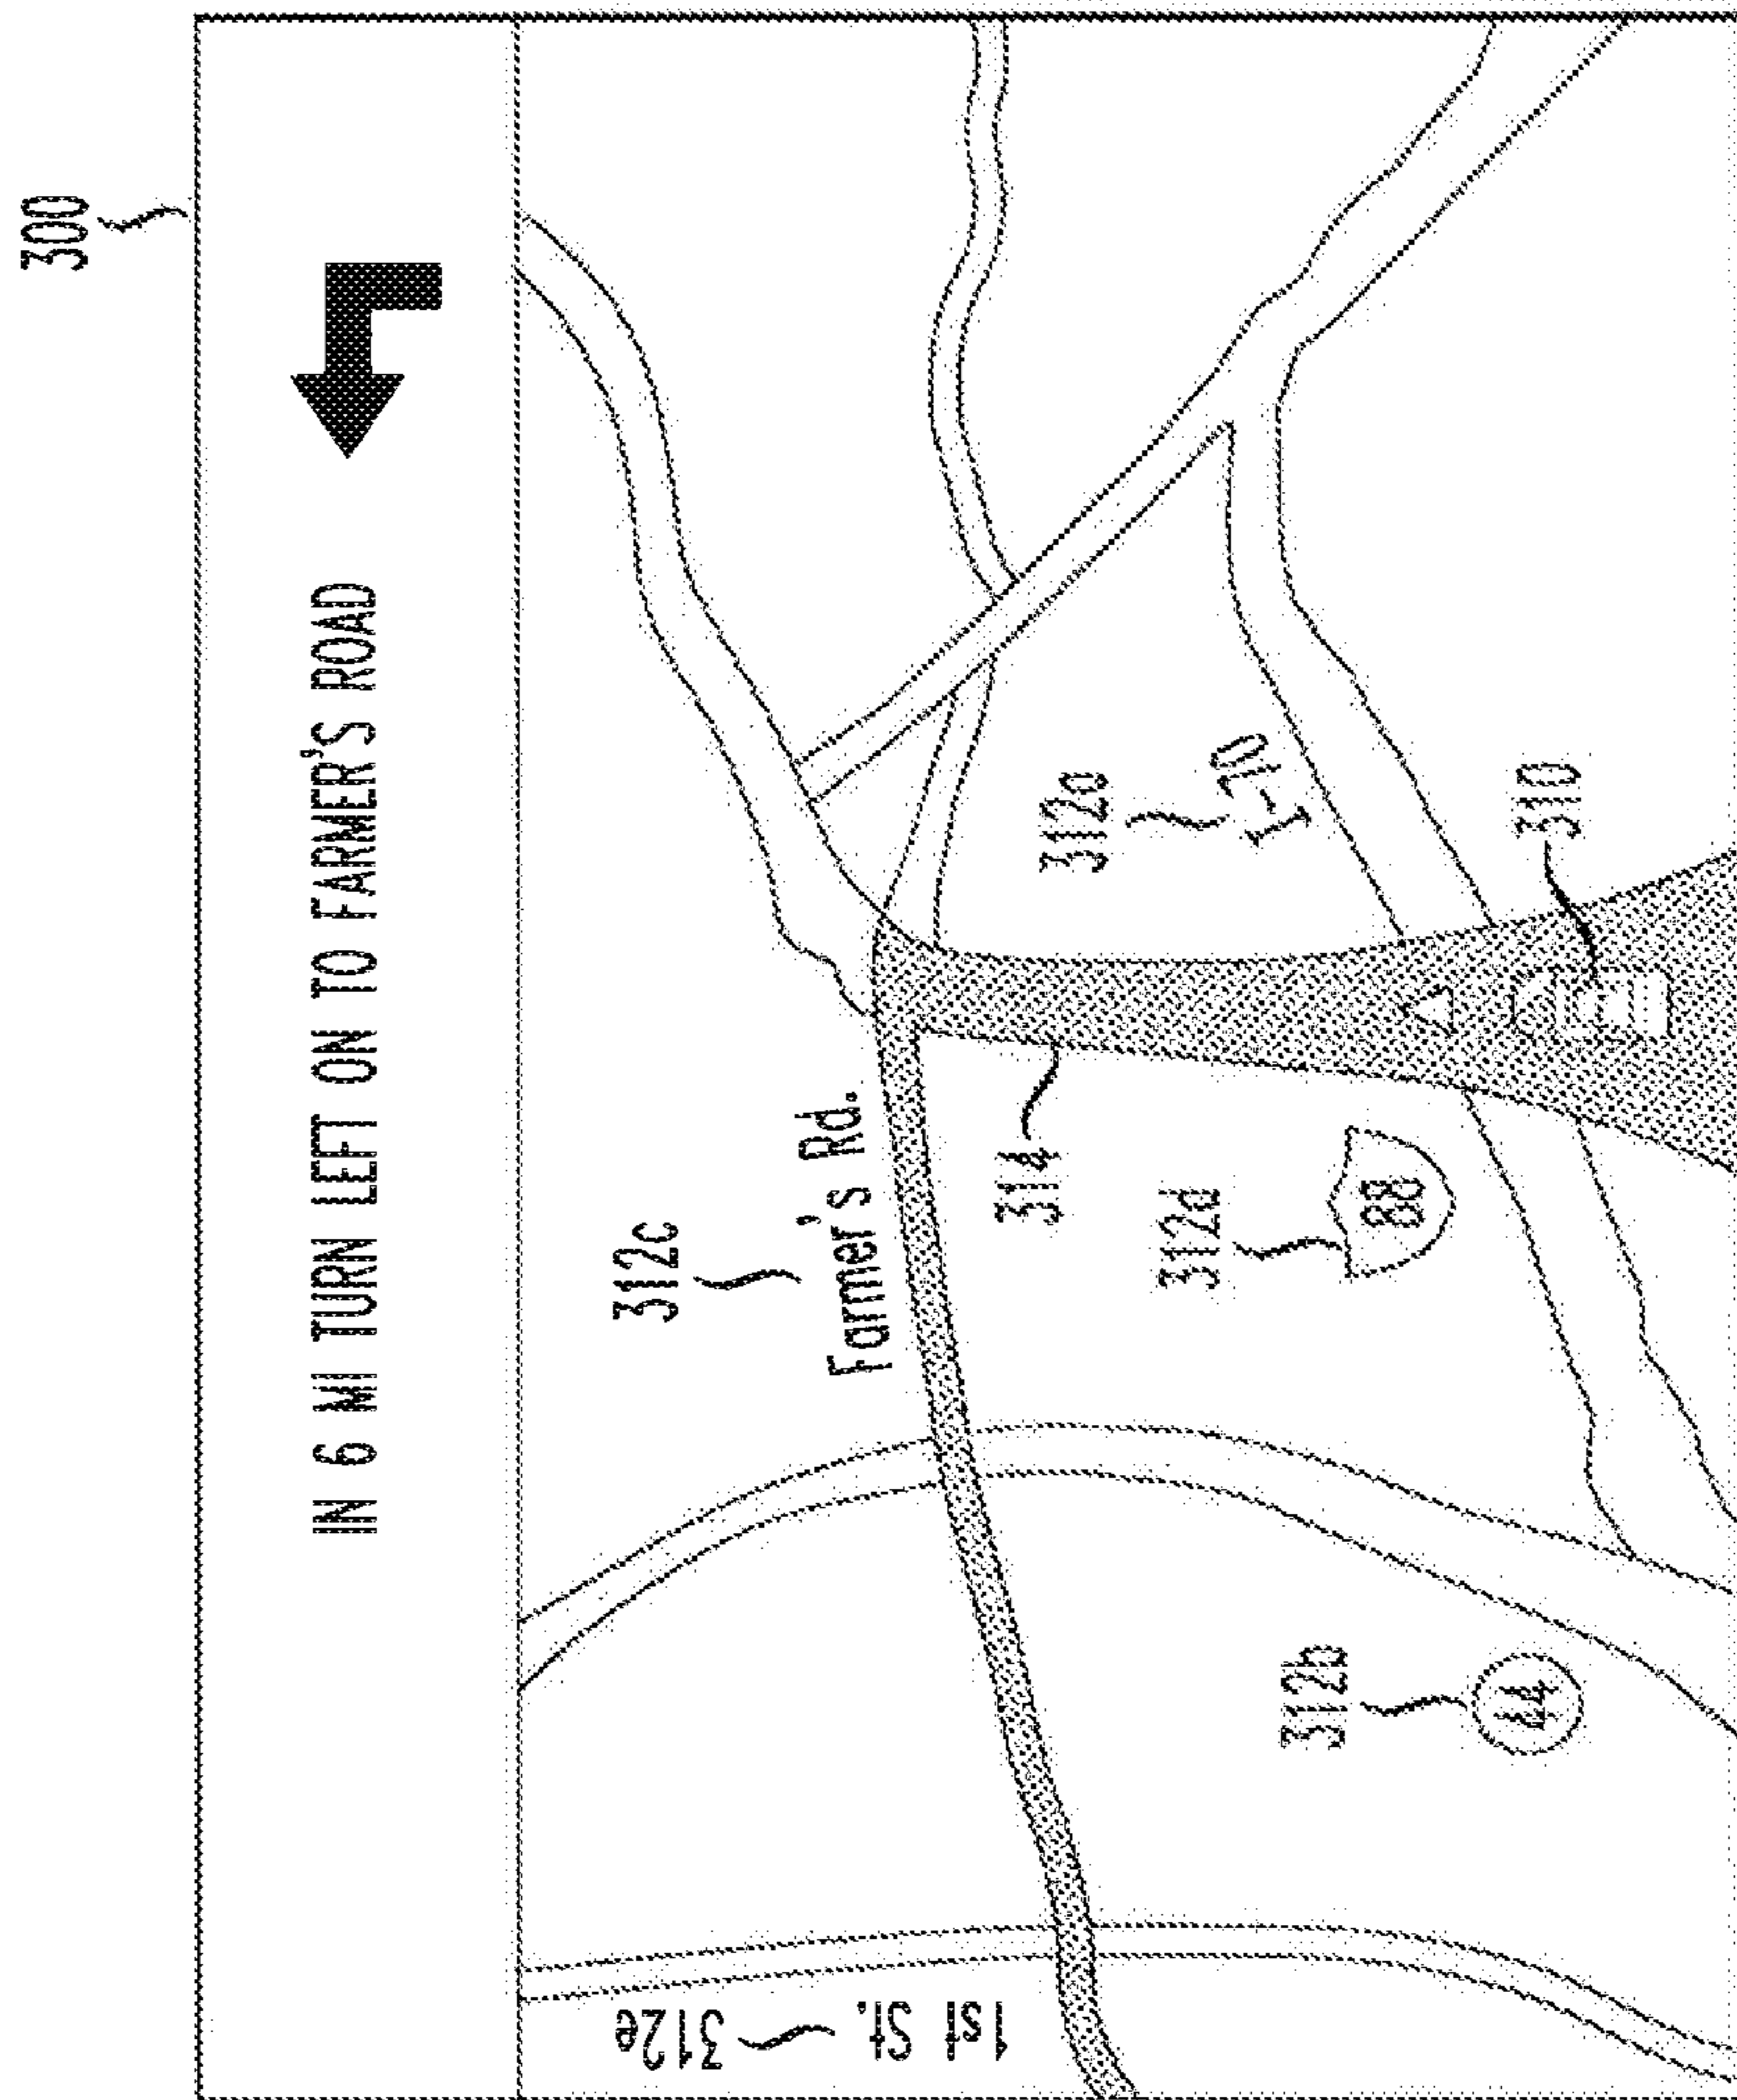 300
IN 6 MI TURN LEFT ON TO FARMER'S ROAD
312c
Farmer's Rd.
1st St. 312e
314
312a
I-70
312d
88
312b
44
310